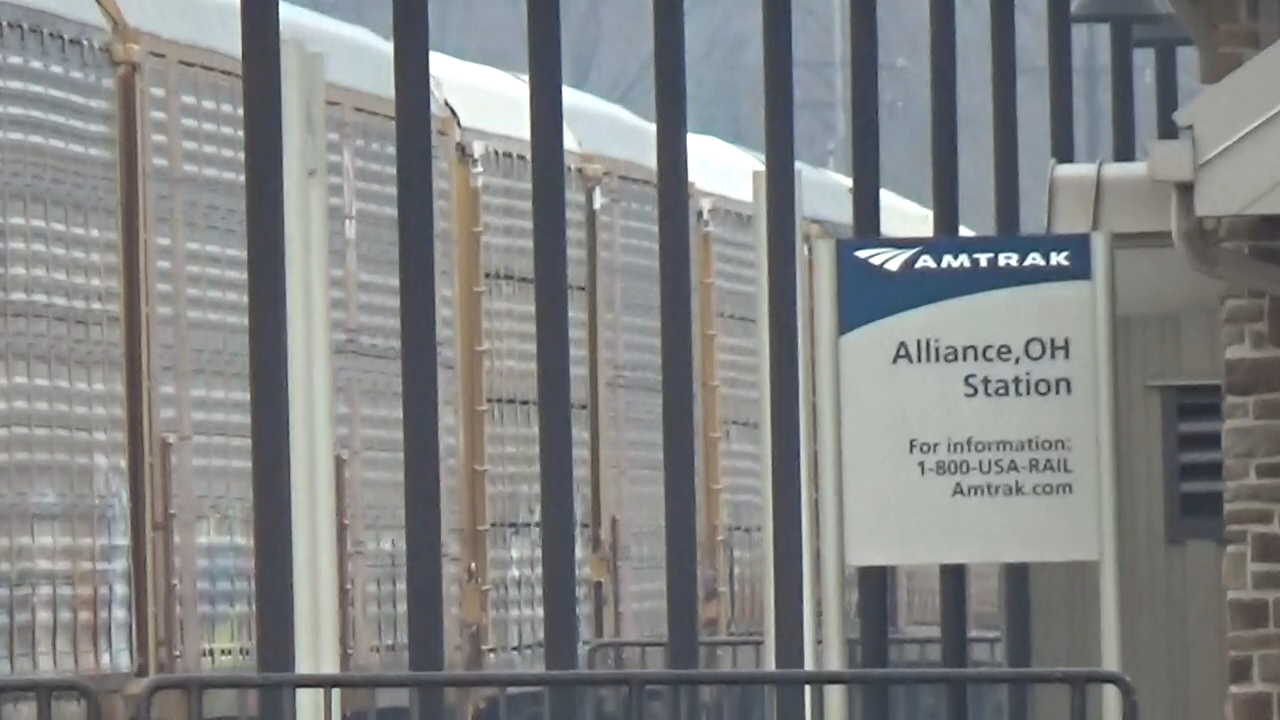 AMTRAK
Alliance,OH
Station
For information:
1-800-USA-RAIL
Amtrak.com